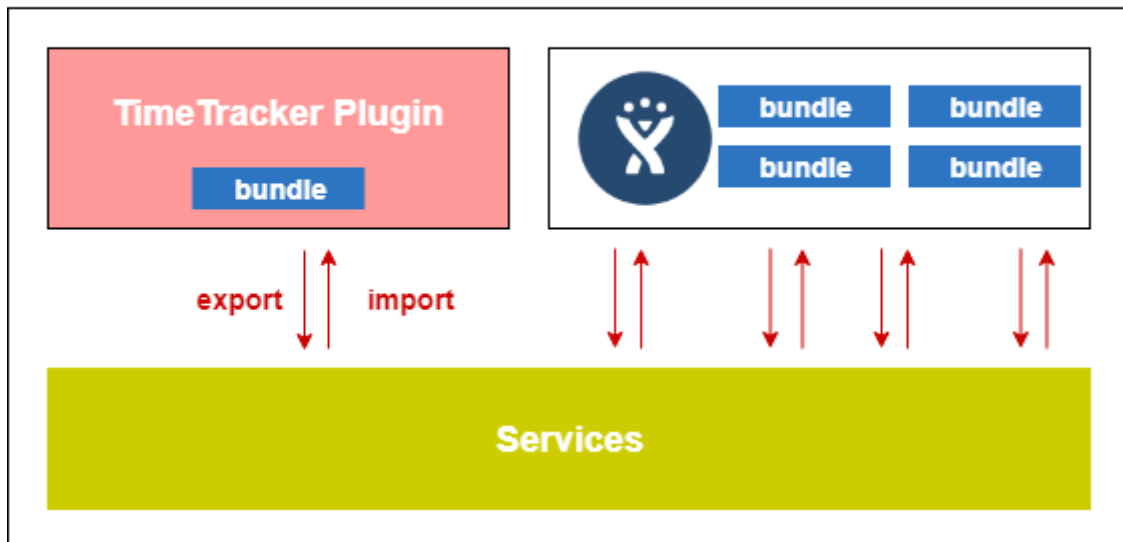 TimeTracker Plugin
bundle
bundle
bundle
bundle
bundle
export
import
Services